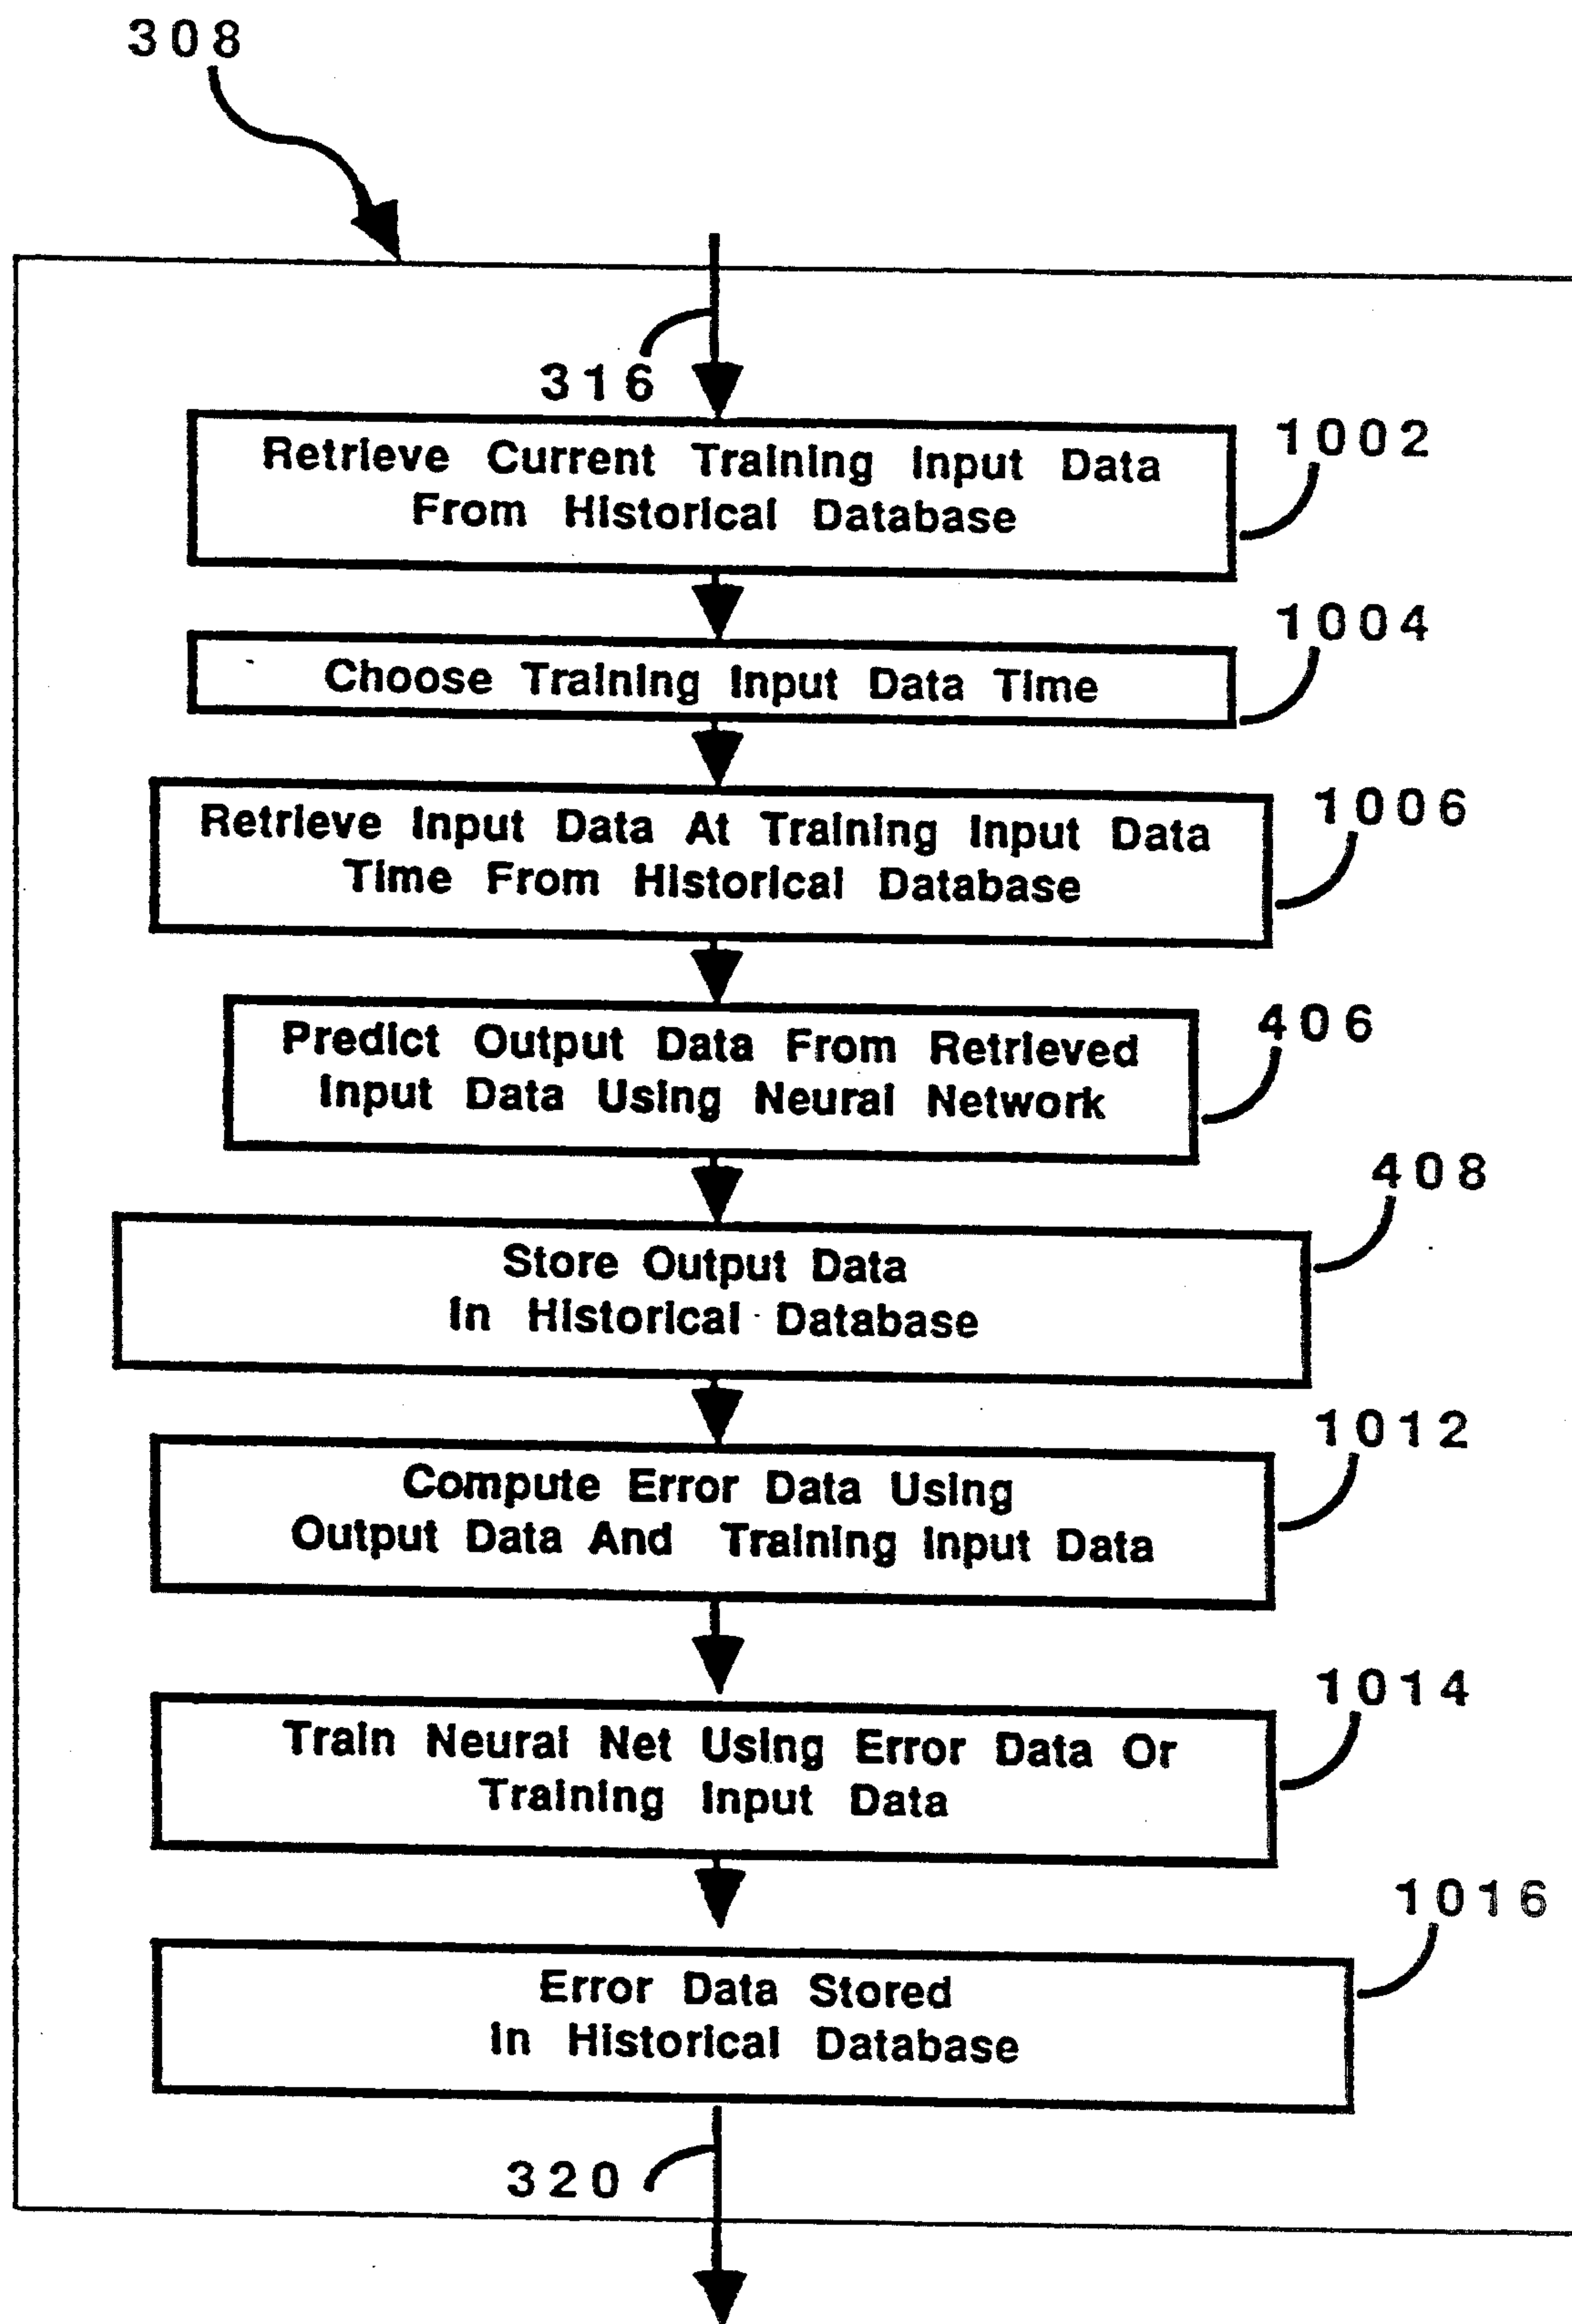 308
316
Retrieve Current Training Input Data
From Historical Database
1002
Choose Training Input Data Time
1004
Retrieve Input Data At Training Input Data
Time From Historical Database
1006
Predict Output Data From Retrieved
Input Data Using Neural Network
406
Store Output Data
In Historical Database
408
Compute Error Data Using
Output Data And Training Input Data
1012
Train Neural Net Using Error Data Or
Training Input Data
1014
Error Data Stored
In Historical Database
1016
320